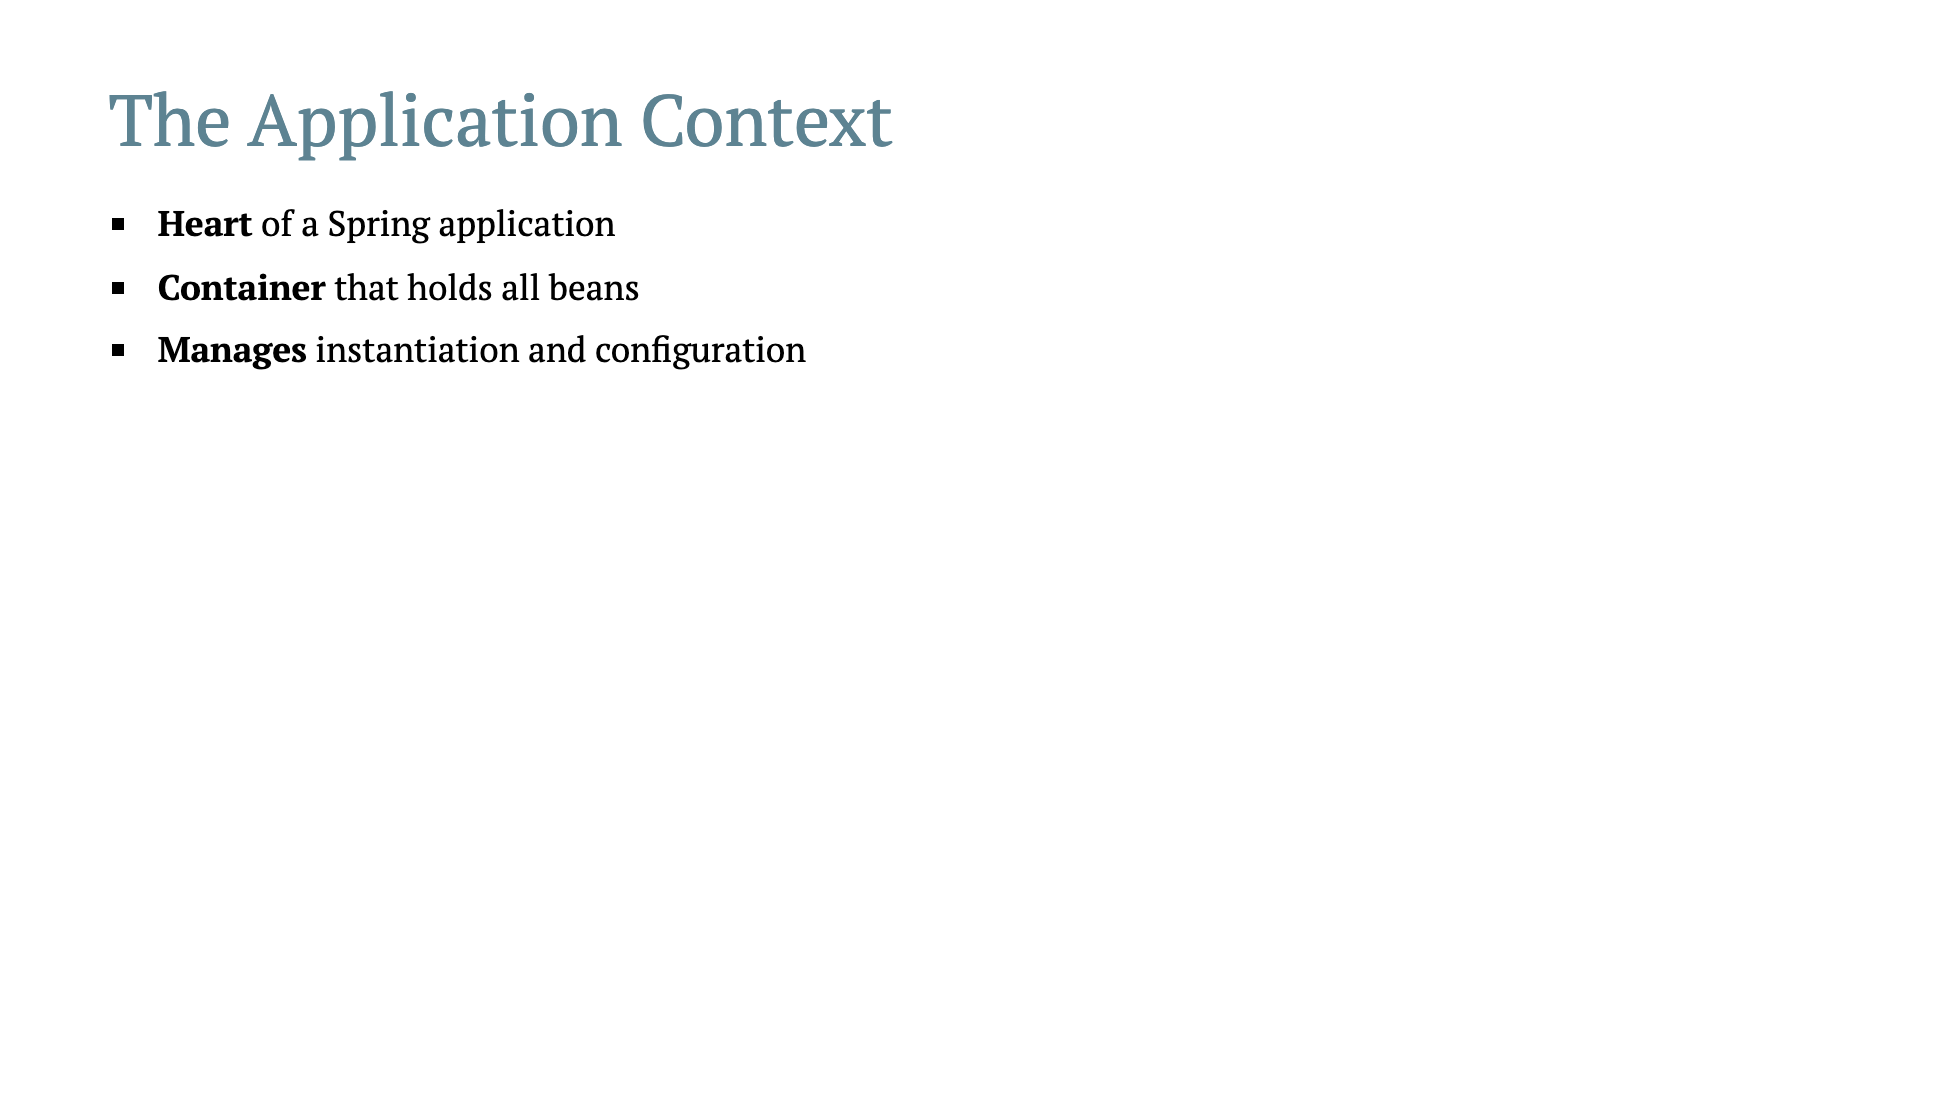 The Application Context
▪ Heart of a Spring application
▪ Container that holds all beans
▪ Manages instantiation and configuration